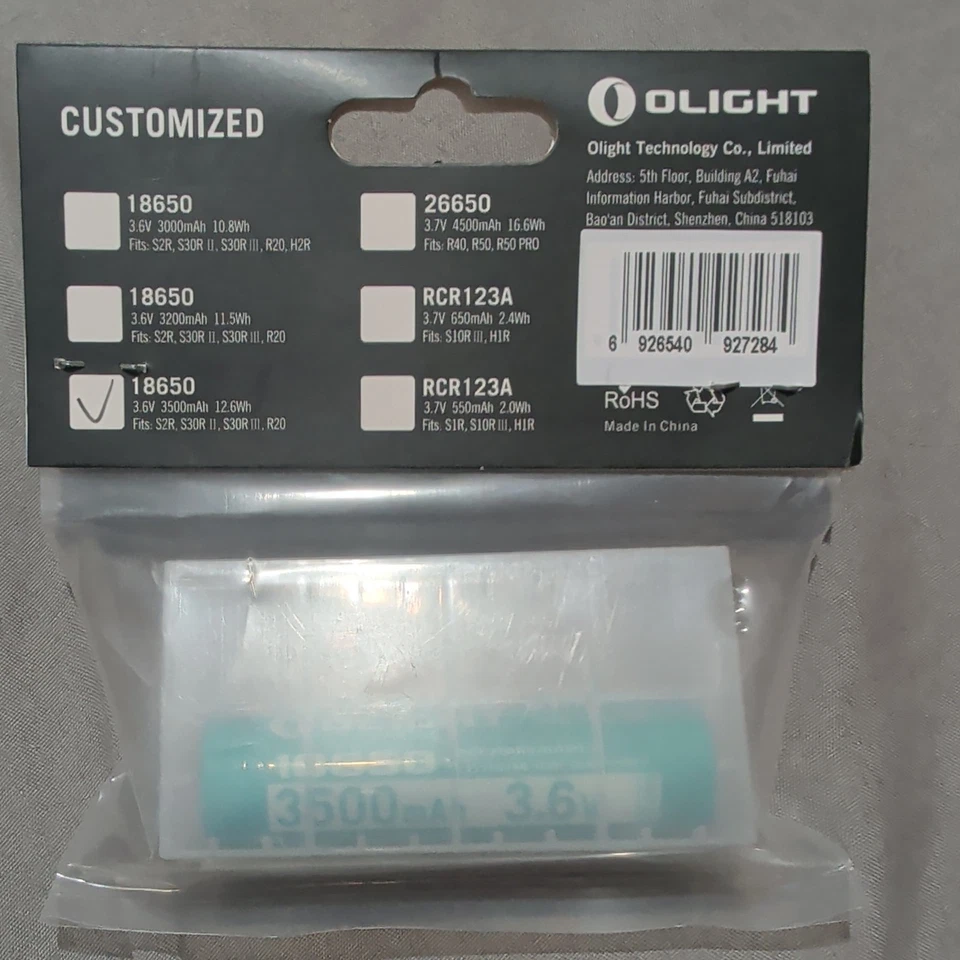 CUSTOMIZED
18650
3.6V 3000mAh 10.8Wh
Fits: S2R, S30R II, S30R III, R20, H2R
18650
3.6V 3200mAh 11.5Wh
Fits: S2R, S30R II, S30R III, R20
18650
3.6V 3500mAh 12.6Wh
Fits: S2R, S30R II, S30R III, R20
26650
3.7V 4500mAh 16.6Wh
Fits: R40, R50, R50 PRO
RCR123A
3.7V 650mAh 2.4Wh
Fits: S10R III, H1R
RCR123A
3.7V 550mAh 2.0Wh
Fits: S1R, S10R III, H1R
OLIGHT
Olight Technology Co., Limited
Address: 5th Floor, Building A2, Fuhai
Information Harbor, Fuhai Subdistrict,
Bao'an District, Shenzhen, China 518103
6 926540 927284
RoHS
Made In China
18650
3500mAh 3.6V